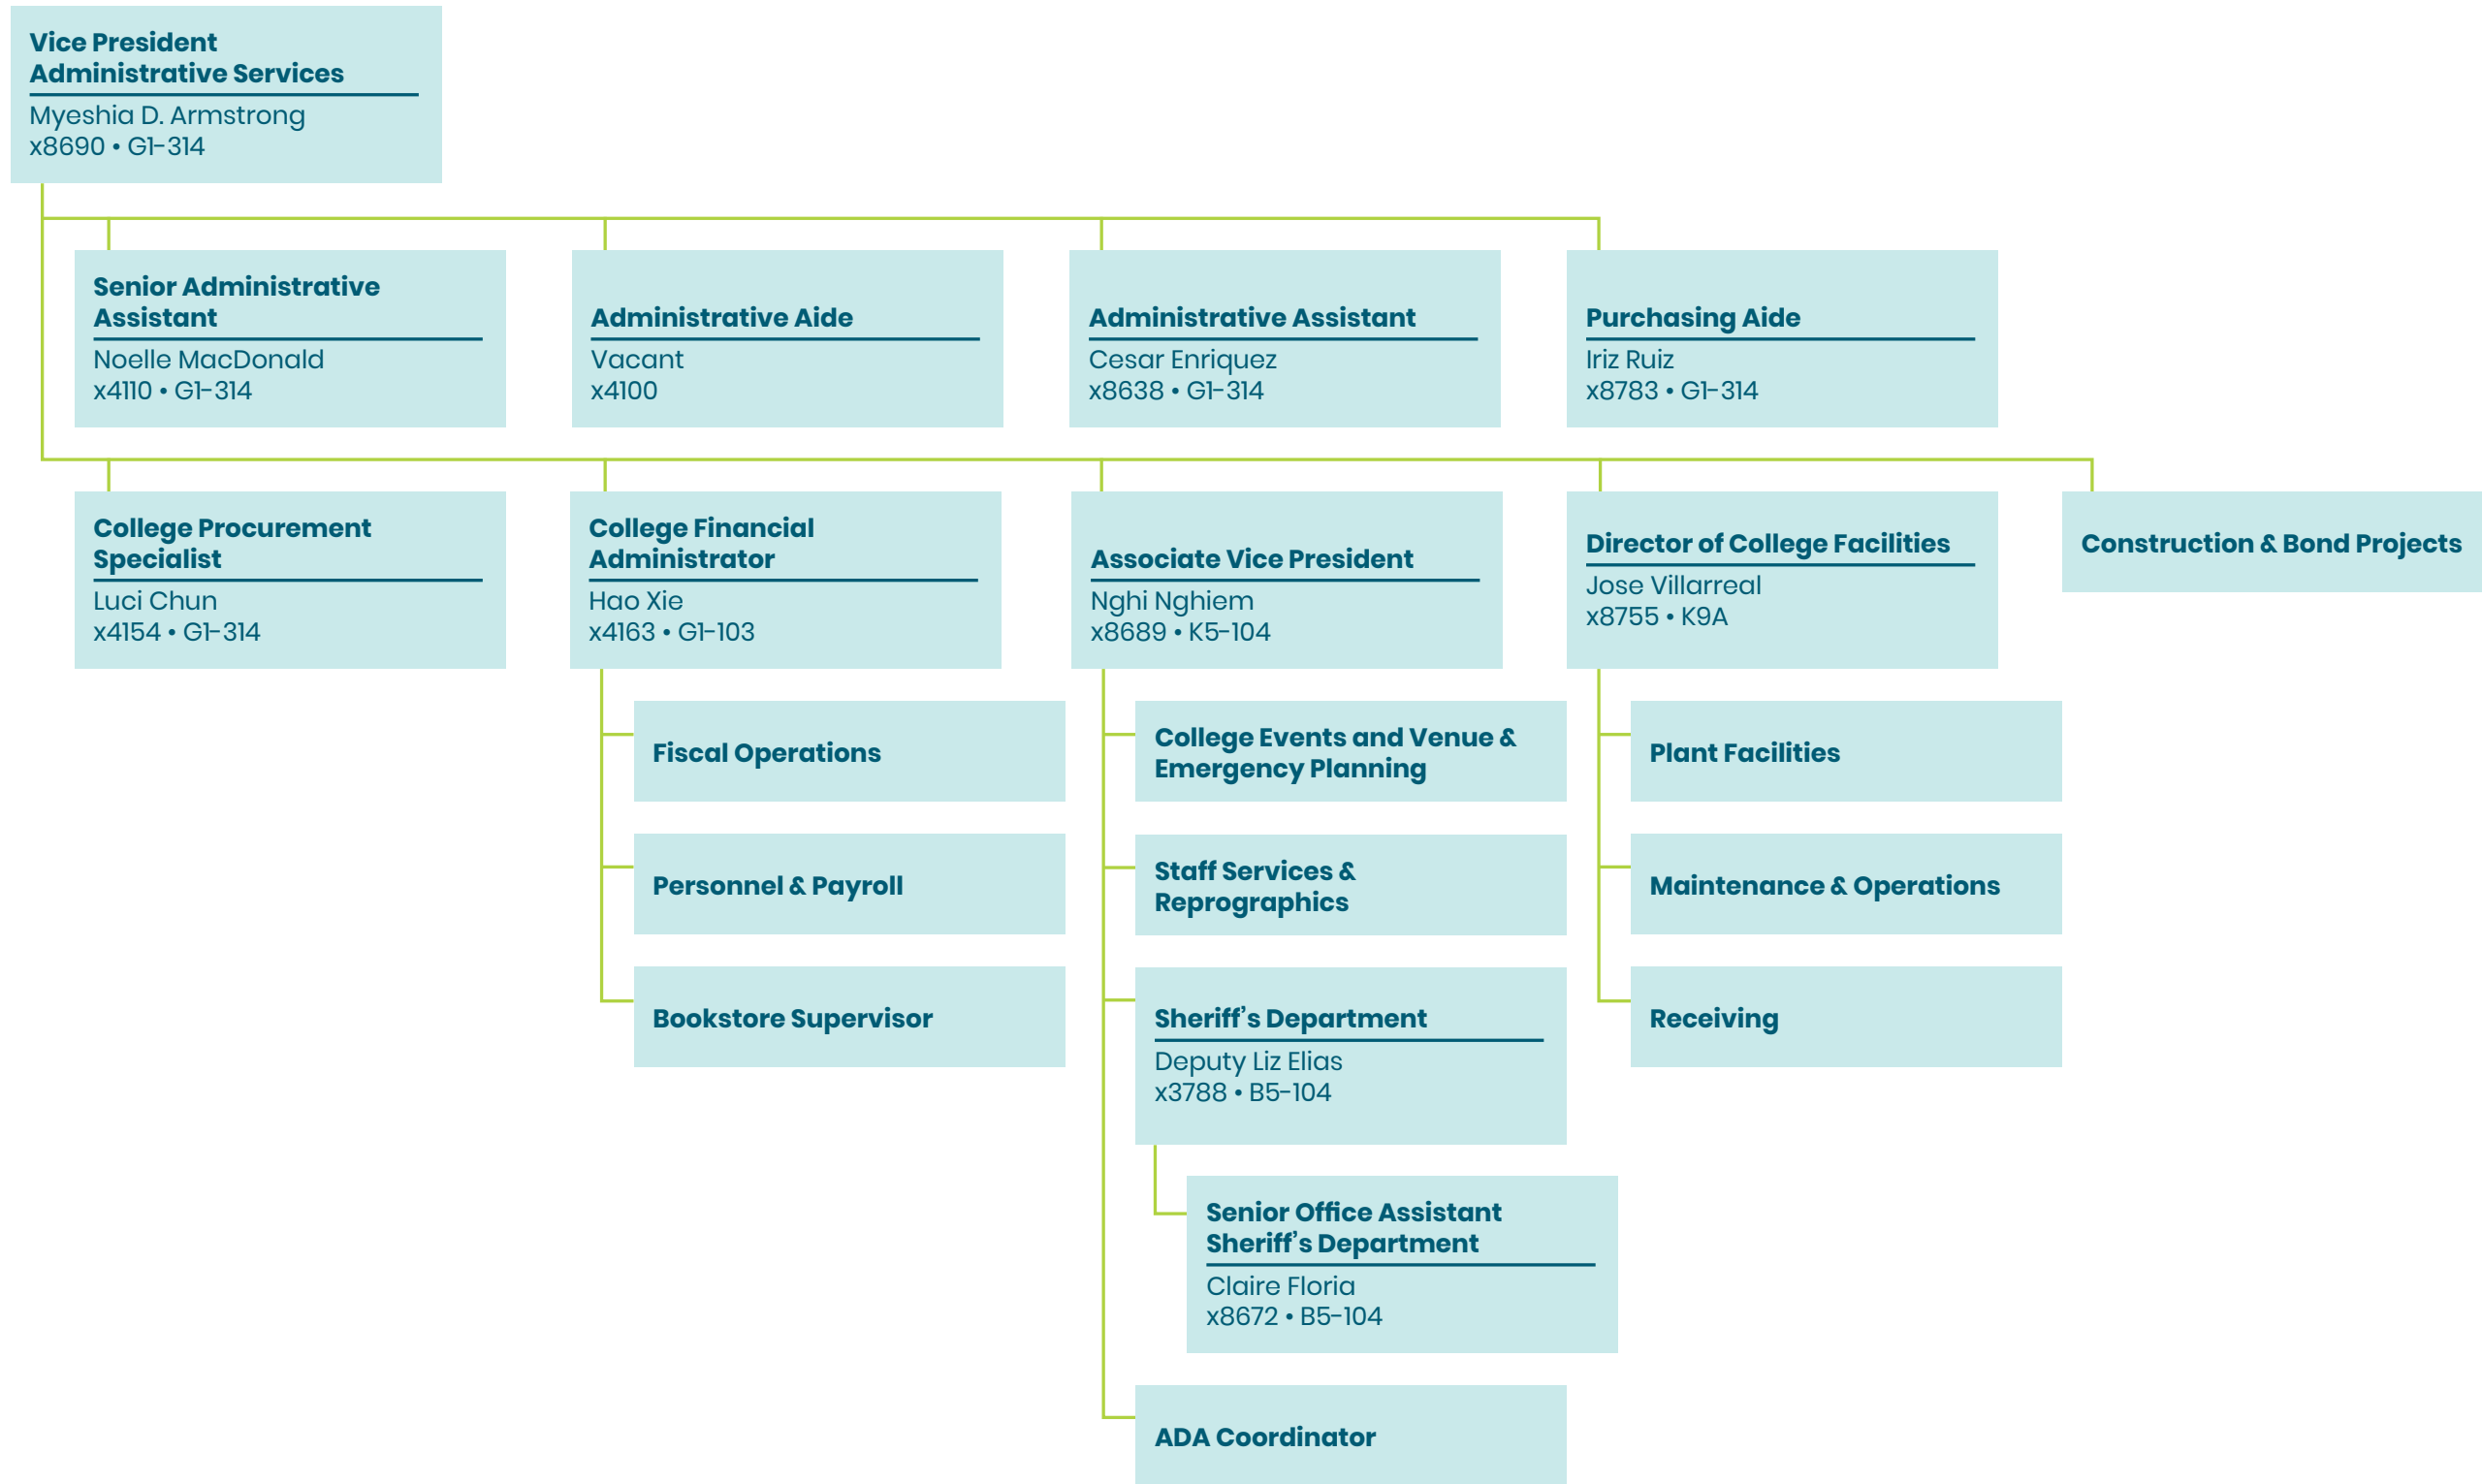 Vice President
Administrative Services
Myeshia D. Armstrong
x8690 • G1-314
Senior Administrative
Assistant
Noelle MacDonald
x4110 • G1-314
Administrative Aide
Vacant
x4100
Administrative Assistant
Cesar Enriquez
x8638 • G1-314
Purchasing Aide
Iriz Ruiz
x8783 • G1-314
College Procurement
Specialist
Luci Chun
x4154 • G1-314
College Financial
Administrator
Hao Xie
x4163 • G1-103
Fiscal Operations
Personnel & Payroll
Bookstore Supervisor
Associate Vice President
Nghi Nghiem
x8689 • K5-104
College Events and Venue &
Emergency Planning
Staff Services &
Reprographics
Sheriff’s Department
Deputy Liz Elias
x3788 • B5-104
Senior Office Assistant
Sheriff’s Department
Claire Floria
x8672 • B5-104
ADA Coordinator
Director of College Facilities
Jose Villarreal
x8755 • K9A
Plant Facilities
Maintenance & Operations
Receiving
Construction & Bond Projects